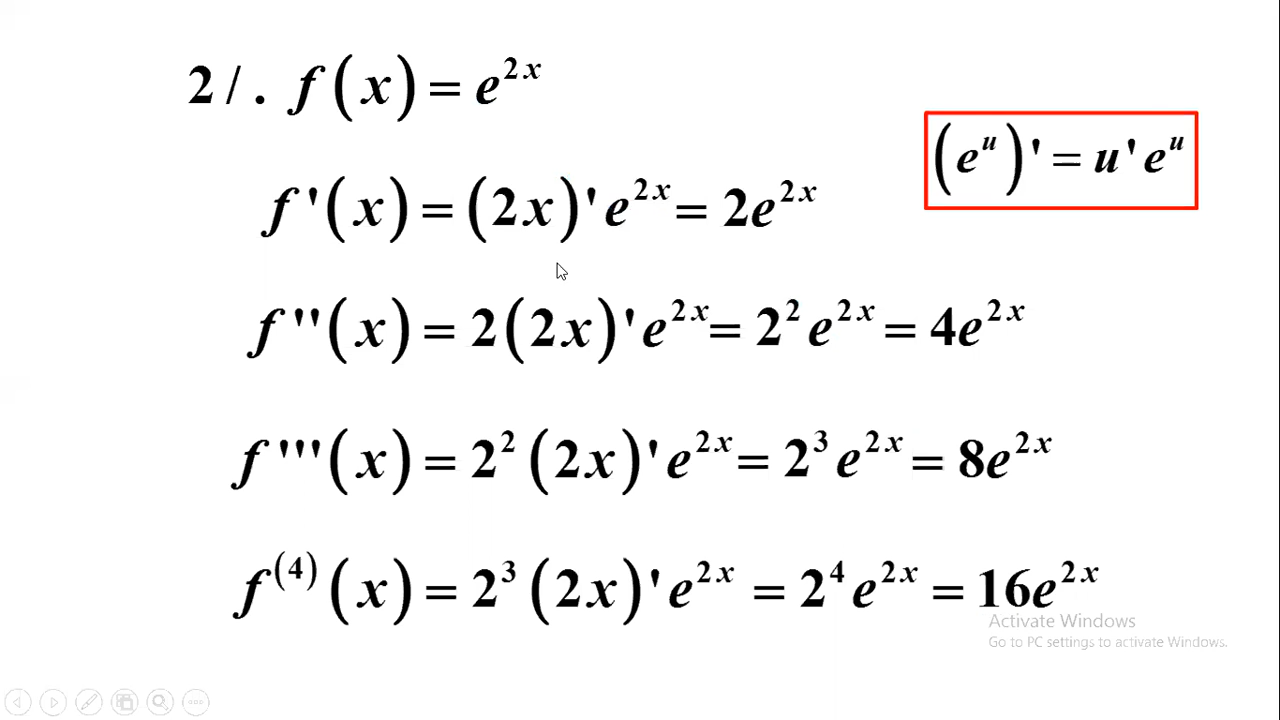 2 / . f(x) = e^{2x}
(e^u)' = u'e^u
f'(x) = (2x)'e^{2x} = 2e^{2x}
f''(x) = 2(2x)'e^{2x} = 2^2 e^{2x} = 4e^{2x}
f'''(x) = 2^2 (2x)'e^{2x} = 2^3 e^{2x} = 8e^{2x}
f^{(4)}(x) = 2^3 (2x)'e^{2x} = 2^4 e^{2x} = 16e^{2x}
Activate Windows
Go to PC settings to activate Windows.